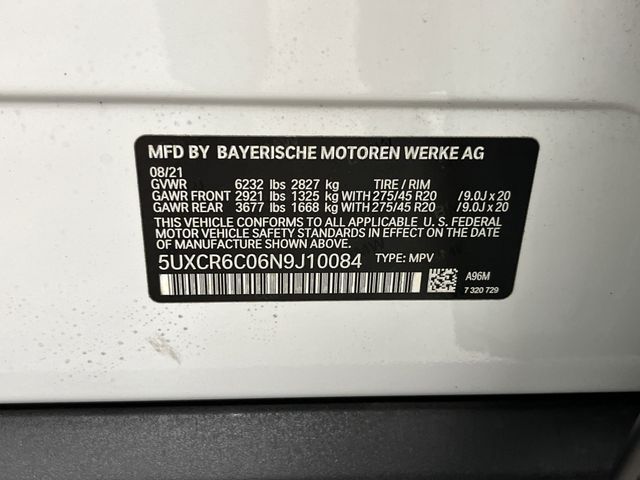 MFD BY BAYERISCHE MOTOREN WERKE AG
08/21
GVWR 6232 lbs 2827 kg TIRE / RIM
GAWR FRONT 2921 lbs 1325 kg WITH 275/45 R20 /9.0J x 20
GAWR REAR 3677 lbs 1668 kg WITH 275/45 R20 /9.0J x 20
THIS VEHICLE CONFORMS TO ALL APPLICABLE U. S. FEDERAL
MOTOR VEHICLE SAFETY STANDARDS IN EFFECT ON THE DATE
OF MANUFACTURE SHOWN ABOVE.
5UXCR6C06N9J10084 TYPE: MPV
A96M
7 320 729